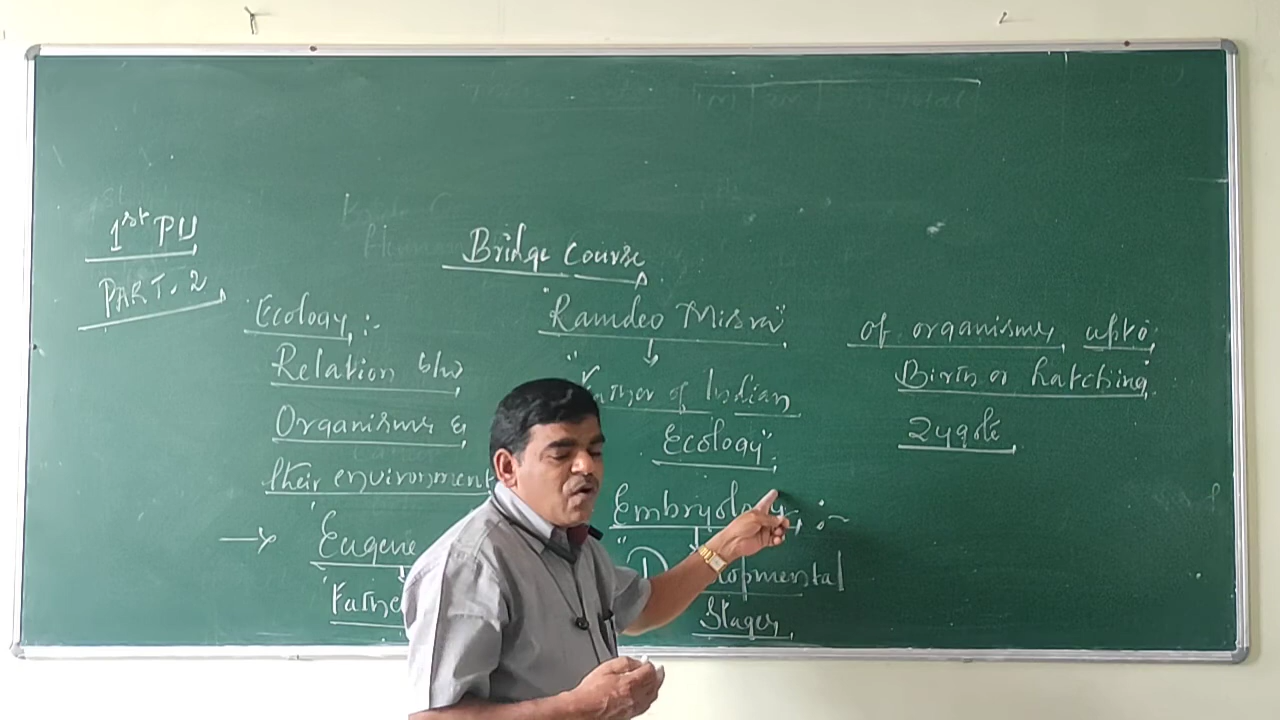 1st PU
PART. 2
Bridge Course
Ecology :-
Relation b/w
Organisms &
their environment
→ "Eugene
"Father
"Ramdeo Misra"
↓
"Father of Indian
Ecology".
Embryology :-
Stages
of organisms upto
Birth or hatching
Zygote